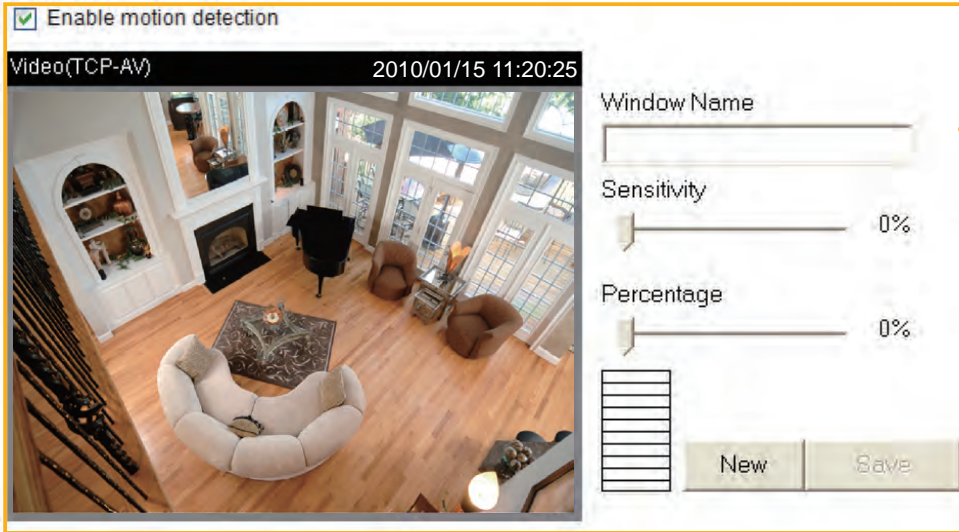 Enable motion detection
Video(TCP-AV) 2010/01/15 11:20:25
Window Name
Sensitivity
0%
Percentage
0%
New Save